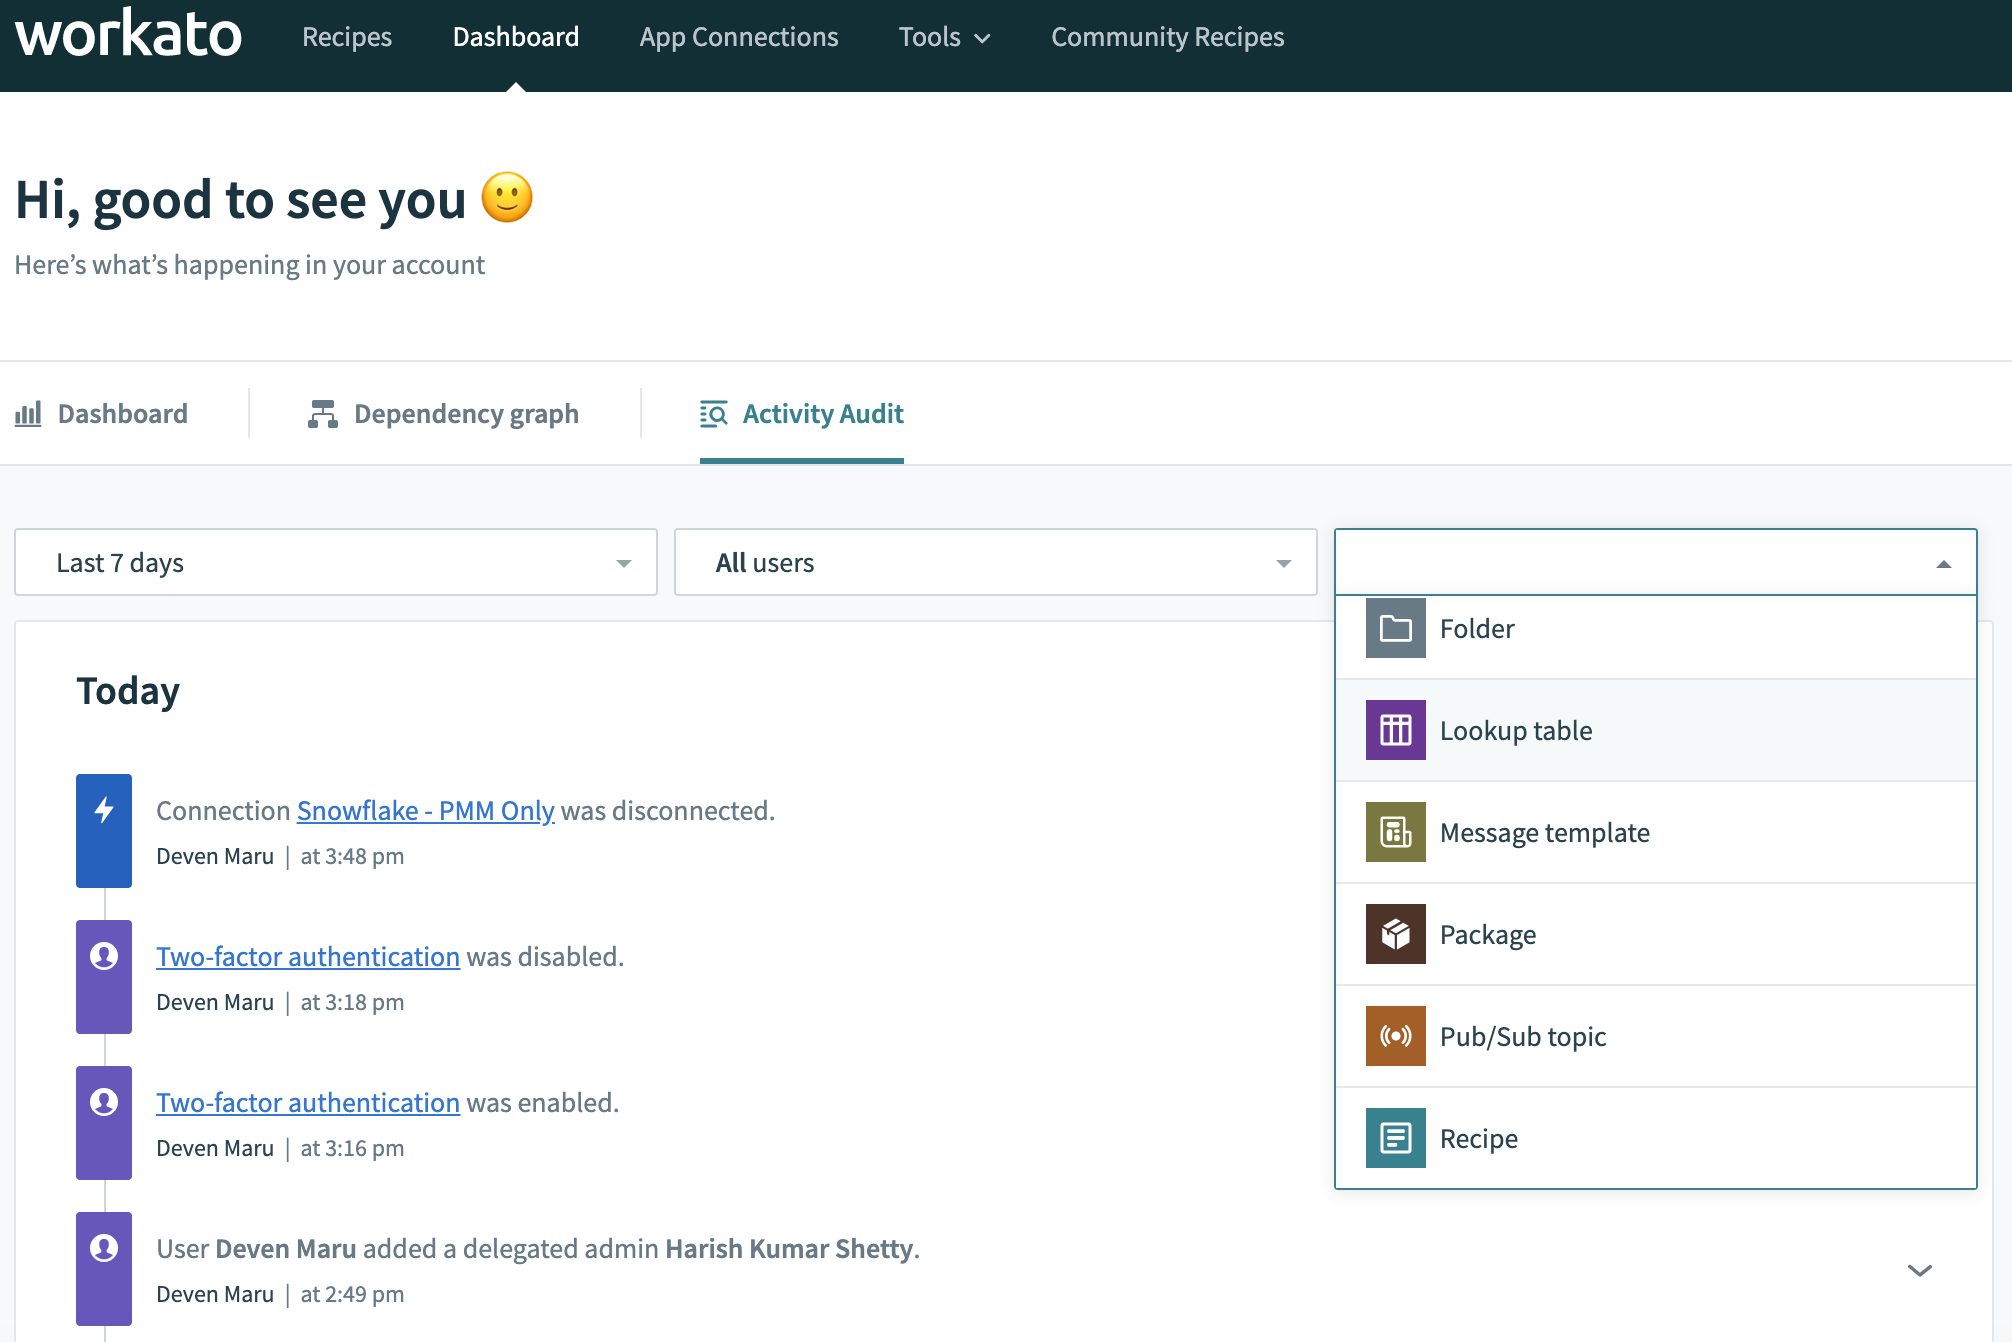 workato
Recipes
Dashboard
App Connections
Tools
Community Recipes
Hi, good to see you
Here’s what’s happening in your account
Dashboard
Dependency graph
Activity Audit
Last 7 days
All users
Folder
Lookup table
Message template
Package
Pub/Sub topic
Recipe
Today
Connection Snowflake - PMM Only was disconnected.
Deven Maru | at 3:48 pm
Two-factor authentication was disabled.
Deven Maru | at 3:18 pm
Two-factor authentication was enabled.
Deven Maru | at 3:16 pm
User Deven Maru added a delegated admin Harish Kumar Shetty.
Deven Maru | at 2:49 pm